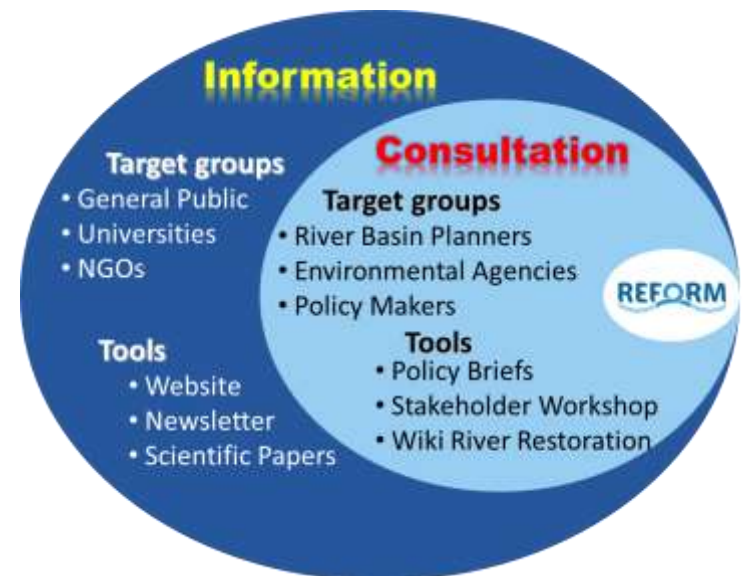 Information
Target groups
• General Public
• Universities
• NGOs
Tools
• Website
• Newsletter
• Scientific Papers
Consultation
Target groups
• River Basin Planners
• Environmental Agencies
• Policy Makers
Tools
• Policy Briefs
• Stakeholder Workshop
• Wiki River Restoration
REFORM